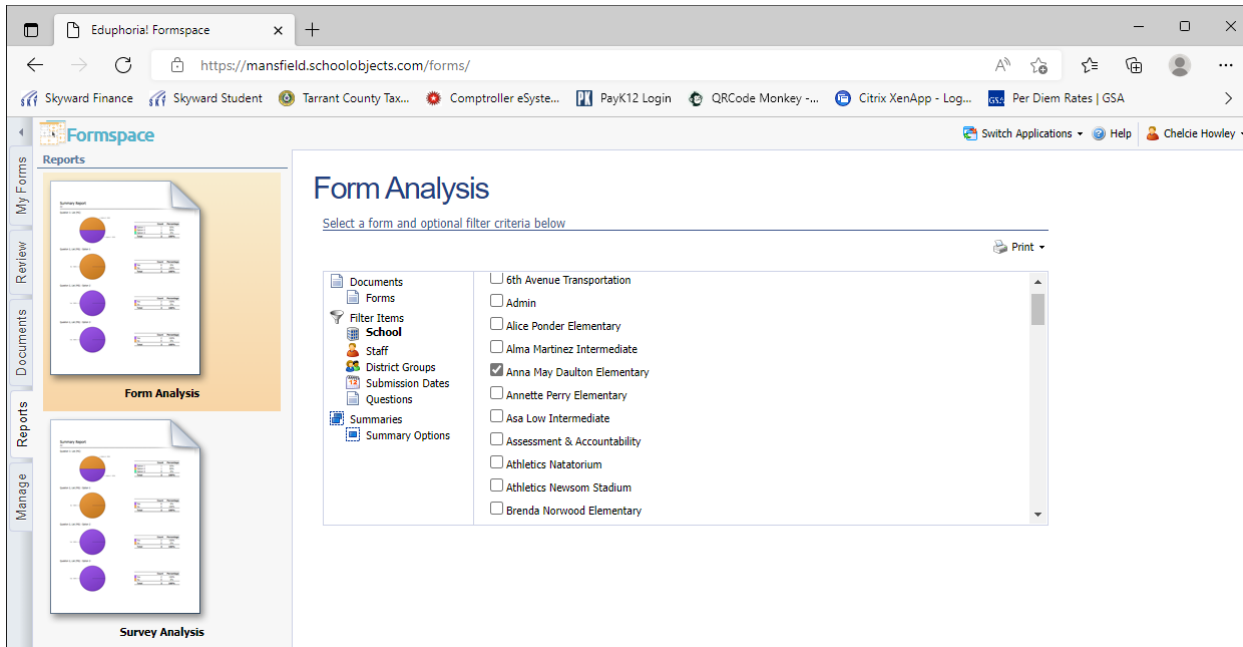 Eduphoria! Formspace
https://mansfield.schoolobjects.com/forms/
Skyward Finance Skyward Student Tarrant County Tax... Comptroller eSyste... PayK12 Login QRCode Monkey -... Citrix XenApp - Log... Per Diem Rates | GSA
Formspace
Switch Applications Help Chelcie Howley
My Forms
Review
Documents
Reports
Manage
Reports
Summary Report
Form Analysis
Summary Report
Survey Analysis
Form Analysis
Select a form and optional filter criteria below
Print
Documents
Forms
Filter Items
School
Staff
District Groups
Submission Dates
Questions
Summaries
Summary Options
6th Avenue Transportation
Admin
Alice Ponder Elementary
Alma Martinez Intermediate
Anna May Daulton Elementary
Annette Perry Elementary
Asa Low Intermediate
Assessment & Accountability
Athletics Natatorium
Athletics Newsom Stadium
Brenda Norwood Elementary